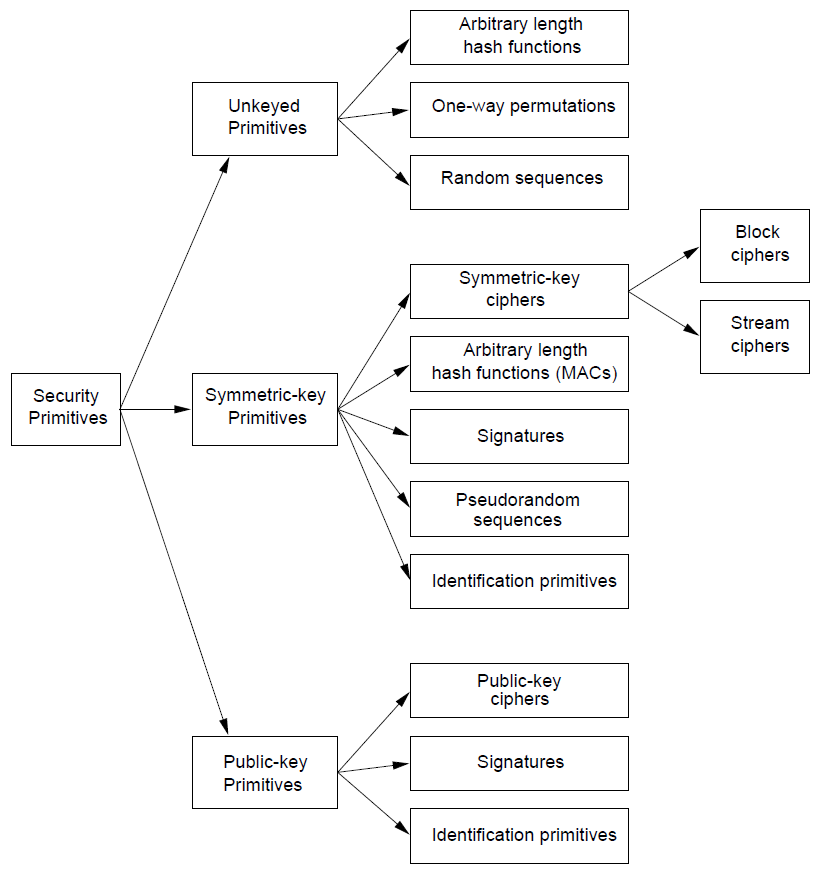 Arbitrary length
hash functions
Unkeyed
Primitives
One-way permutations
Random sequences
Block
ciphers
Symmetric-key
ciphers
Stream
ciphers
Arbitrary length
hash functions (MACs)
Security
Primitives
Symmetric-key
Primitives
Signatures
Pseudorandom
sequences
Identification primitives
Public-key
ciphers
Public-key
Primitives
Signatures
Identification primitives